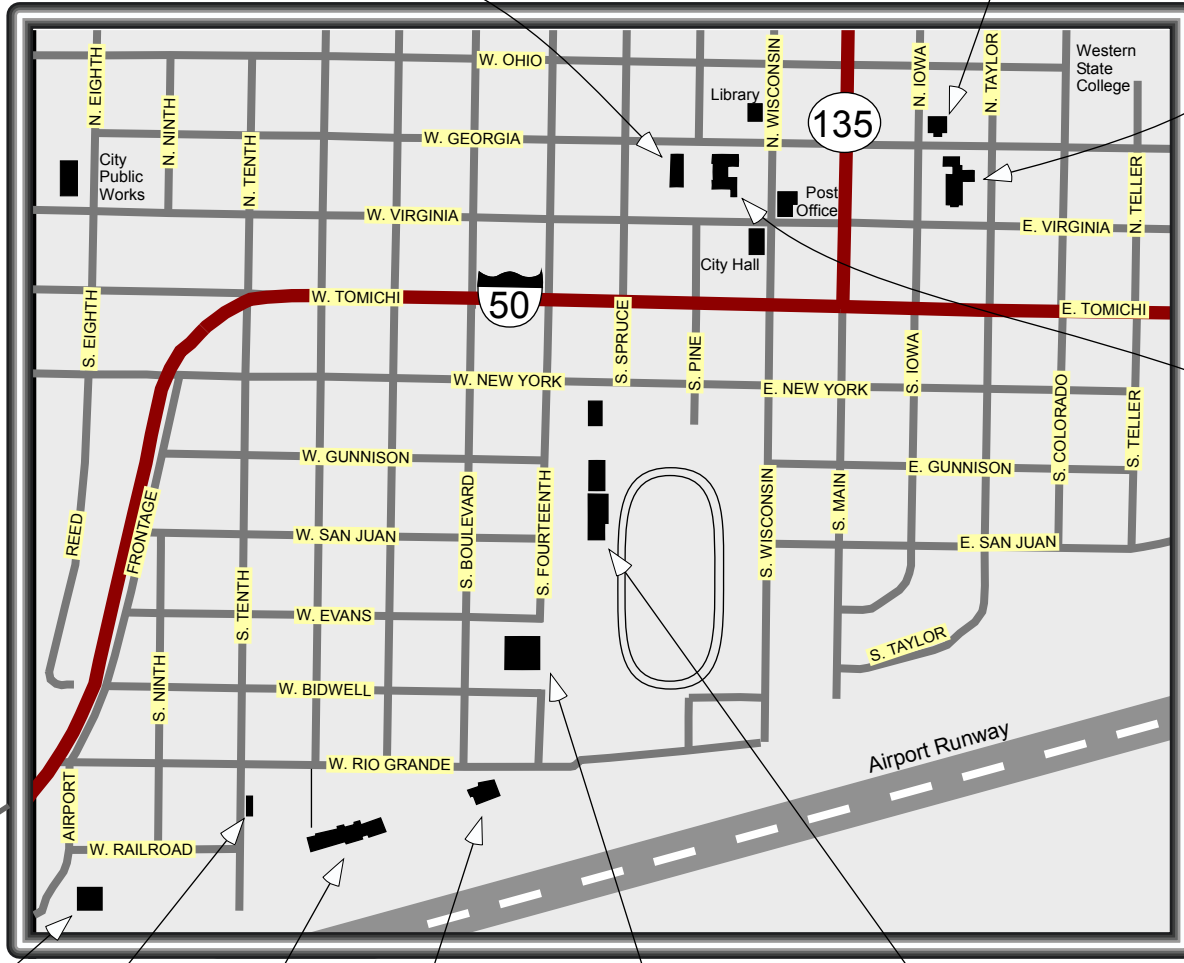 N. EIGHTH
N. NINTH
N. TENTH
W. OHIO
N. WISCONSIN
N. IOWA
N. TAYLOR
Western
State
College
Library
135
W. GEORGIA
City
Public
Works
Post
Office
N. TELLER
W. VIRGINIA
E. VIRGINIA
City Hall
S. EIGHTH
W. TOMICHI
50
S. SPRUCE
S. PINE
E. TOMICHI
S. IOWA
W. NEW YORK
E. NEW YORK
S. COLORADO
S. TELLER
W. GUNNISON
E. GUNNISON
REED
FRONTAGE
S. BOULEVARD
S. FOURTEENTH
S. WISCONSIN
S. MAIN
W. SAN JUAN
E. SAN JUAN
S. TENTH
W. EVANS
S. TAYLOR
S. NINTH
W. BIDWELL
Airport Runway
W. RIO GRANDE
AIRPORT
W. RAILROAD